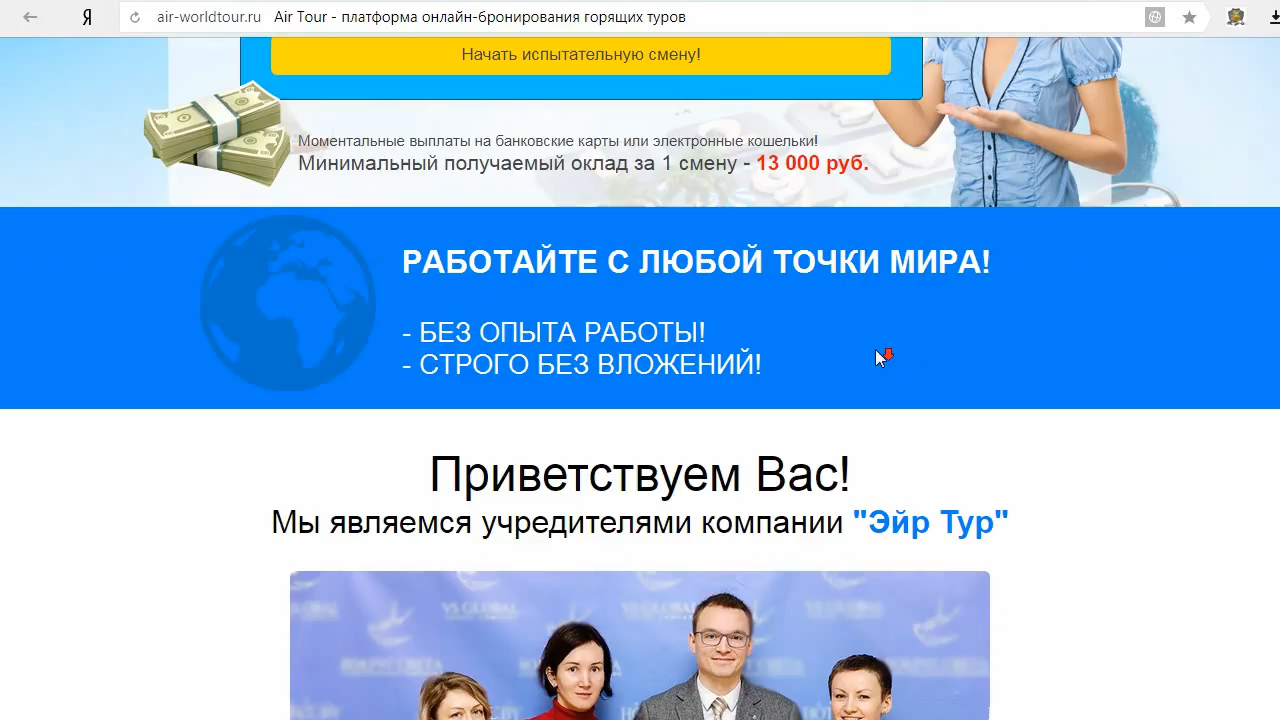 Я
air-worldtour.ru Air Tour - платформа онлайн-бронирования горящих туров
Начать испытательную смену!
Моментальные выплаты на банковские карты или электронные кошельки!
Минимальный получаемый оклад за 1 смену - 13 000 руб.
РАБОТАЙТЕ С ЛЮБОЙ ТОЧКИ МИРА!
- БЕЗ ОПЫТА РАБОТЫ!
- СТРОГО БЕЗ ВЛОЖЕНИЙ!
Приветствуем Вас!
Мы являемся учредителями компании "Эйр Тур"
VS GLOBAL